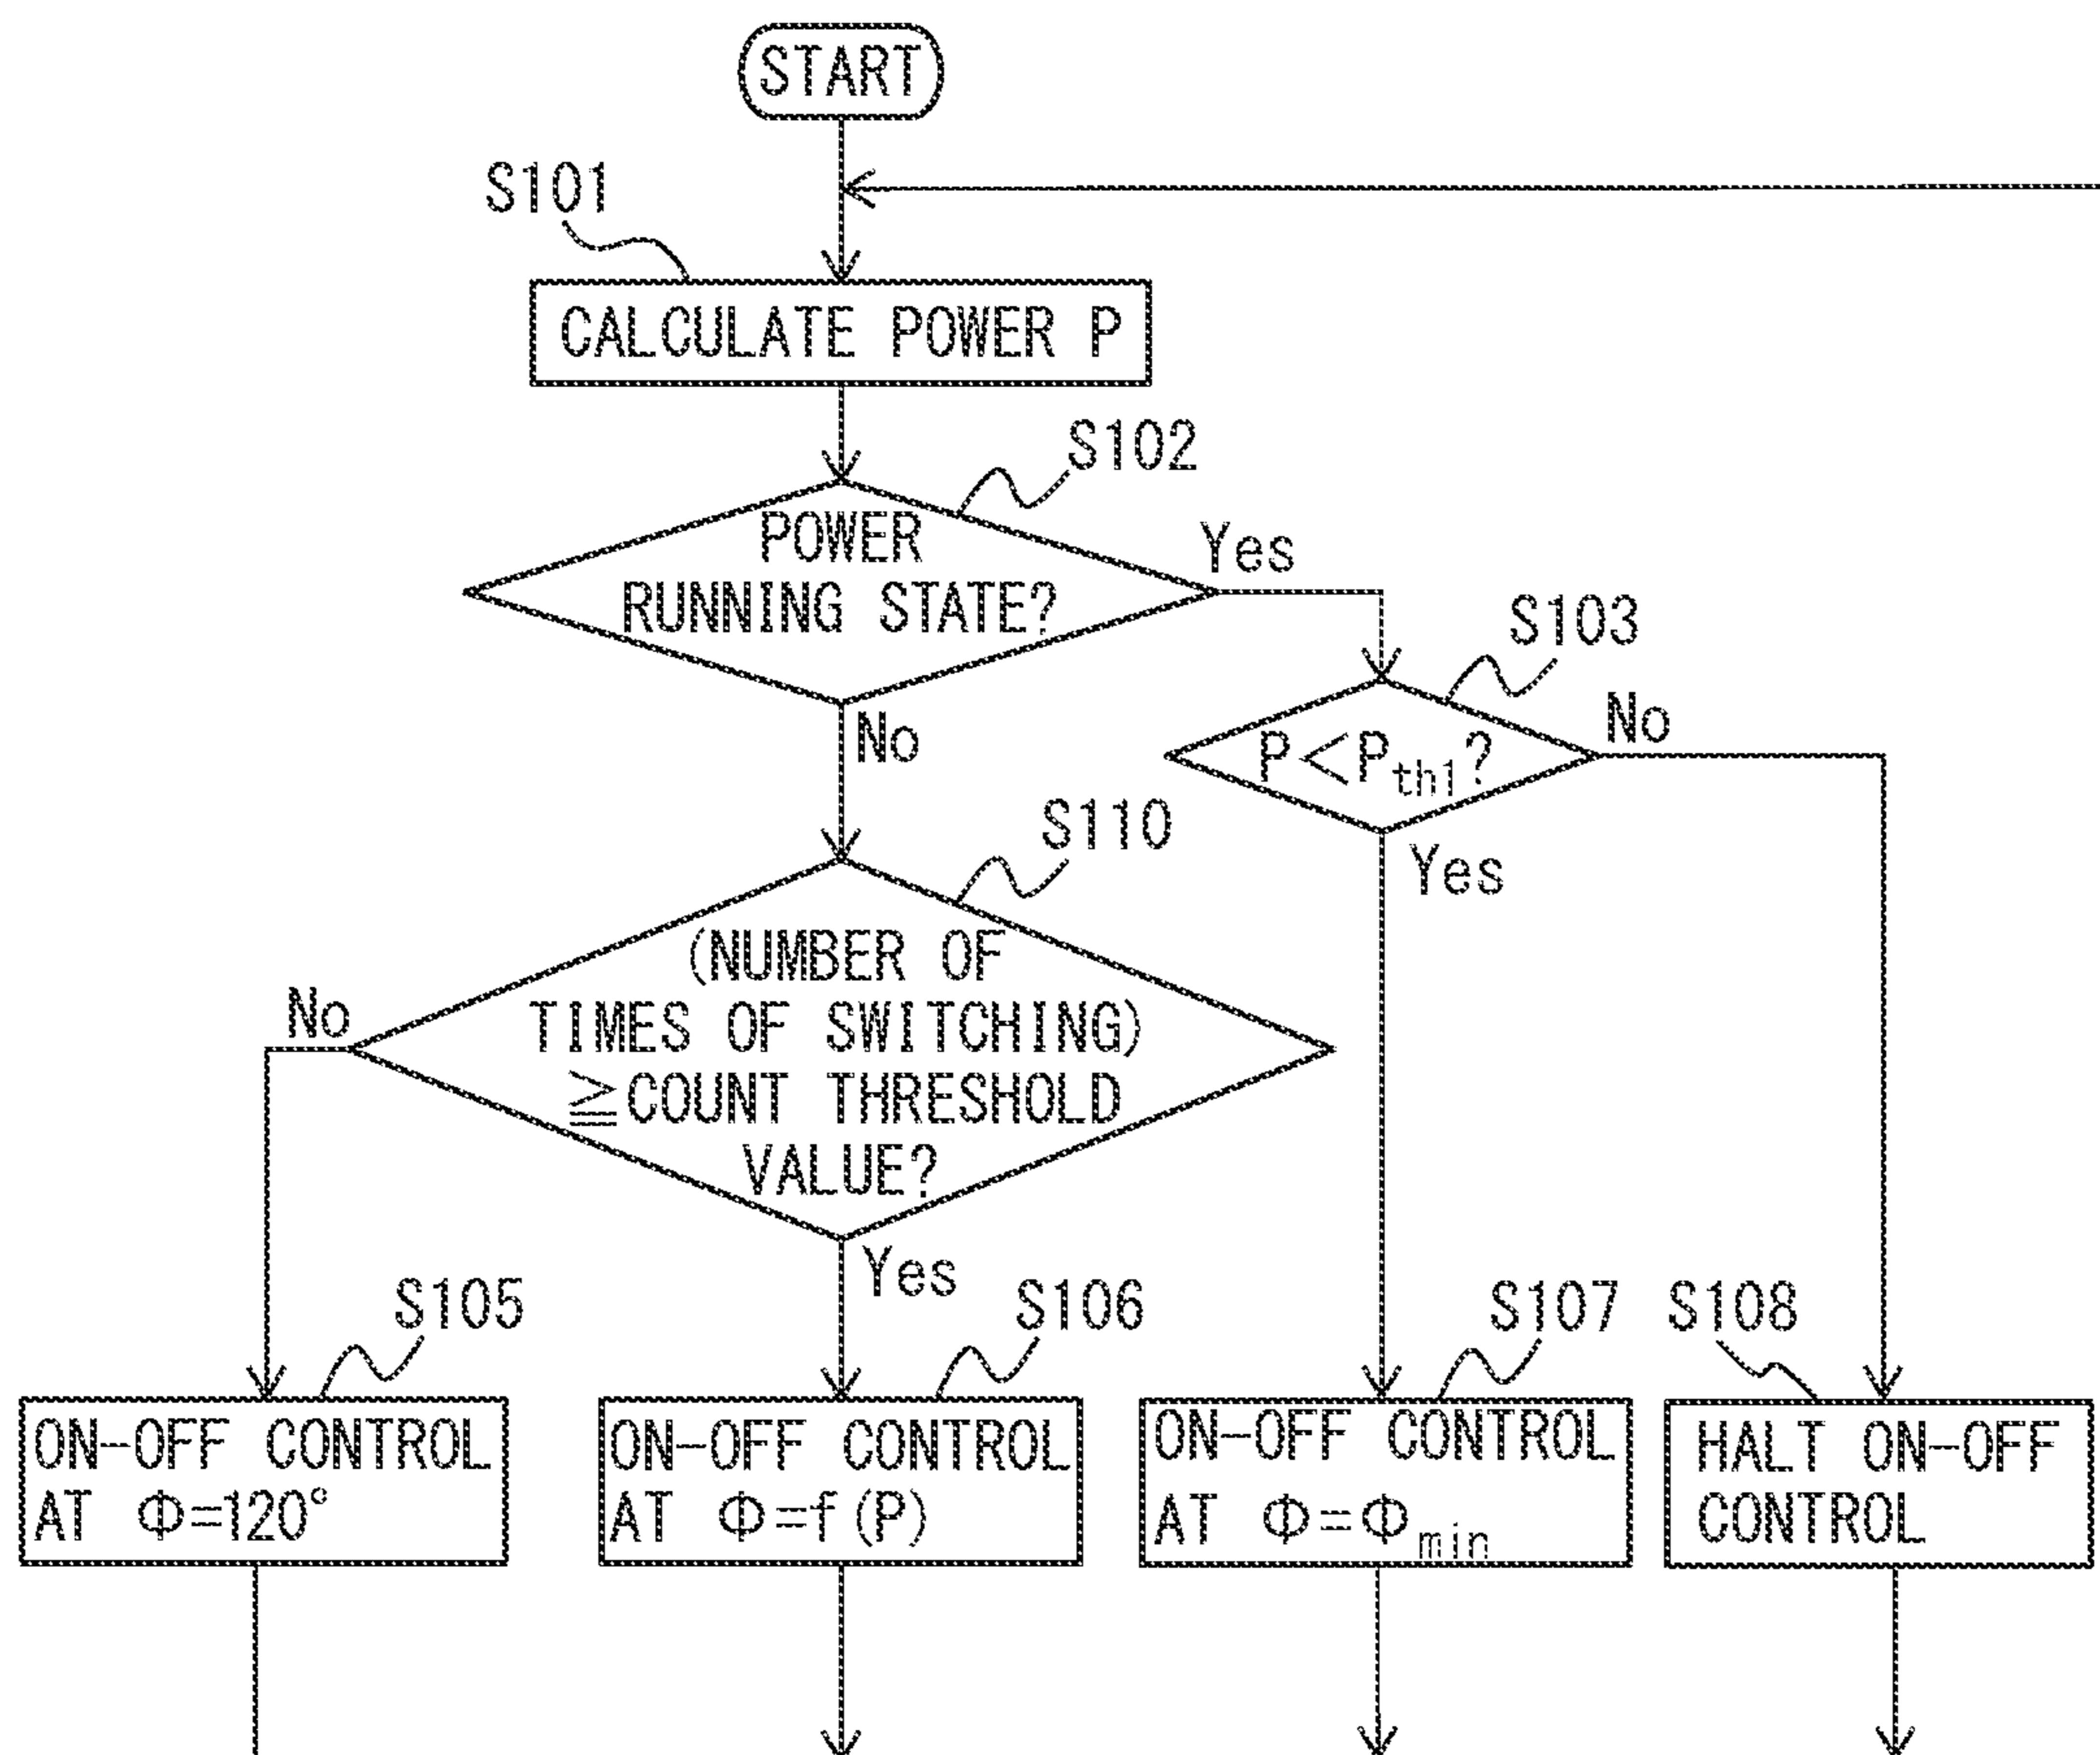 START
S101
CALCULATE POWER P
S102
POWER
RUNNING STATE?
Yes
No
S103
P<Pth1?
No
Yes
S110
(NUMBER OF
TIMES OF SWITCHING)
≧COUNT THRESHOLD
VALUE?
No
Yes
S105
ON-OFF CONTROL
AT Φ=120°
S106
ON-OFF CONTROL
AT Φ=f(P)
S107
ON-OFF CONTROL
AT Φ=Φmin
S108
HALT ON-OFF
CONTROL